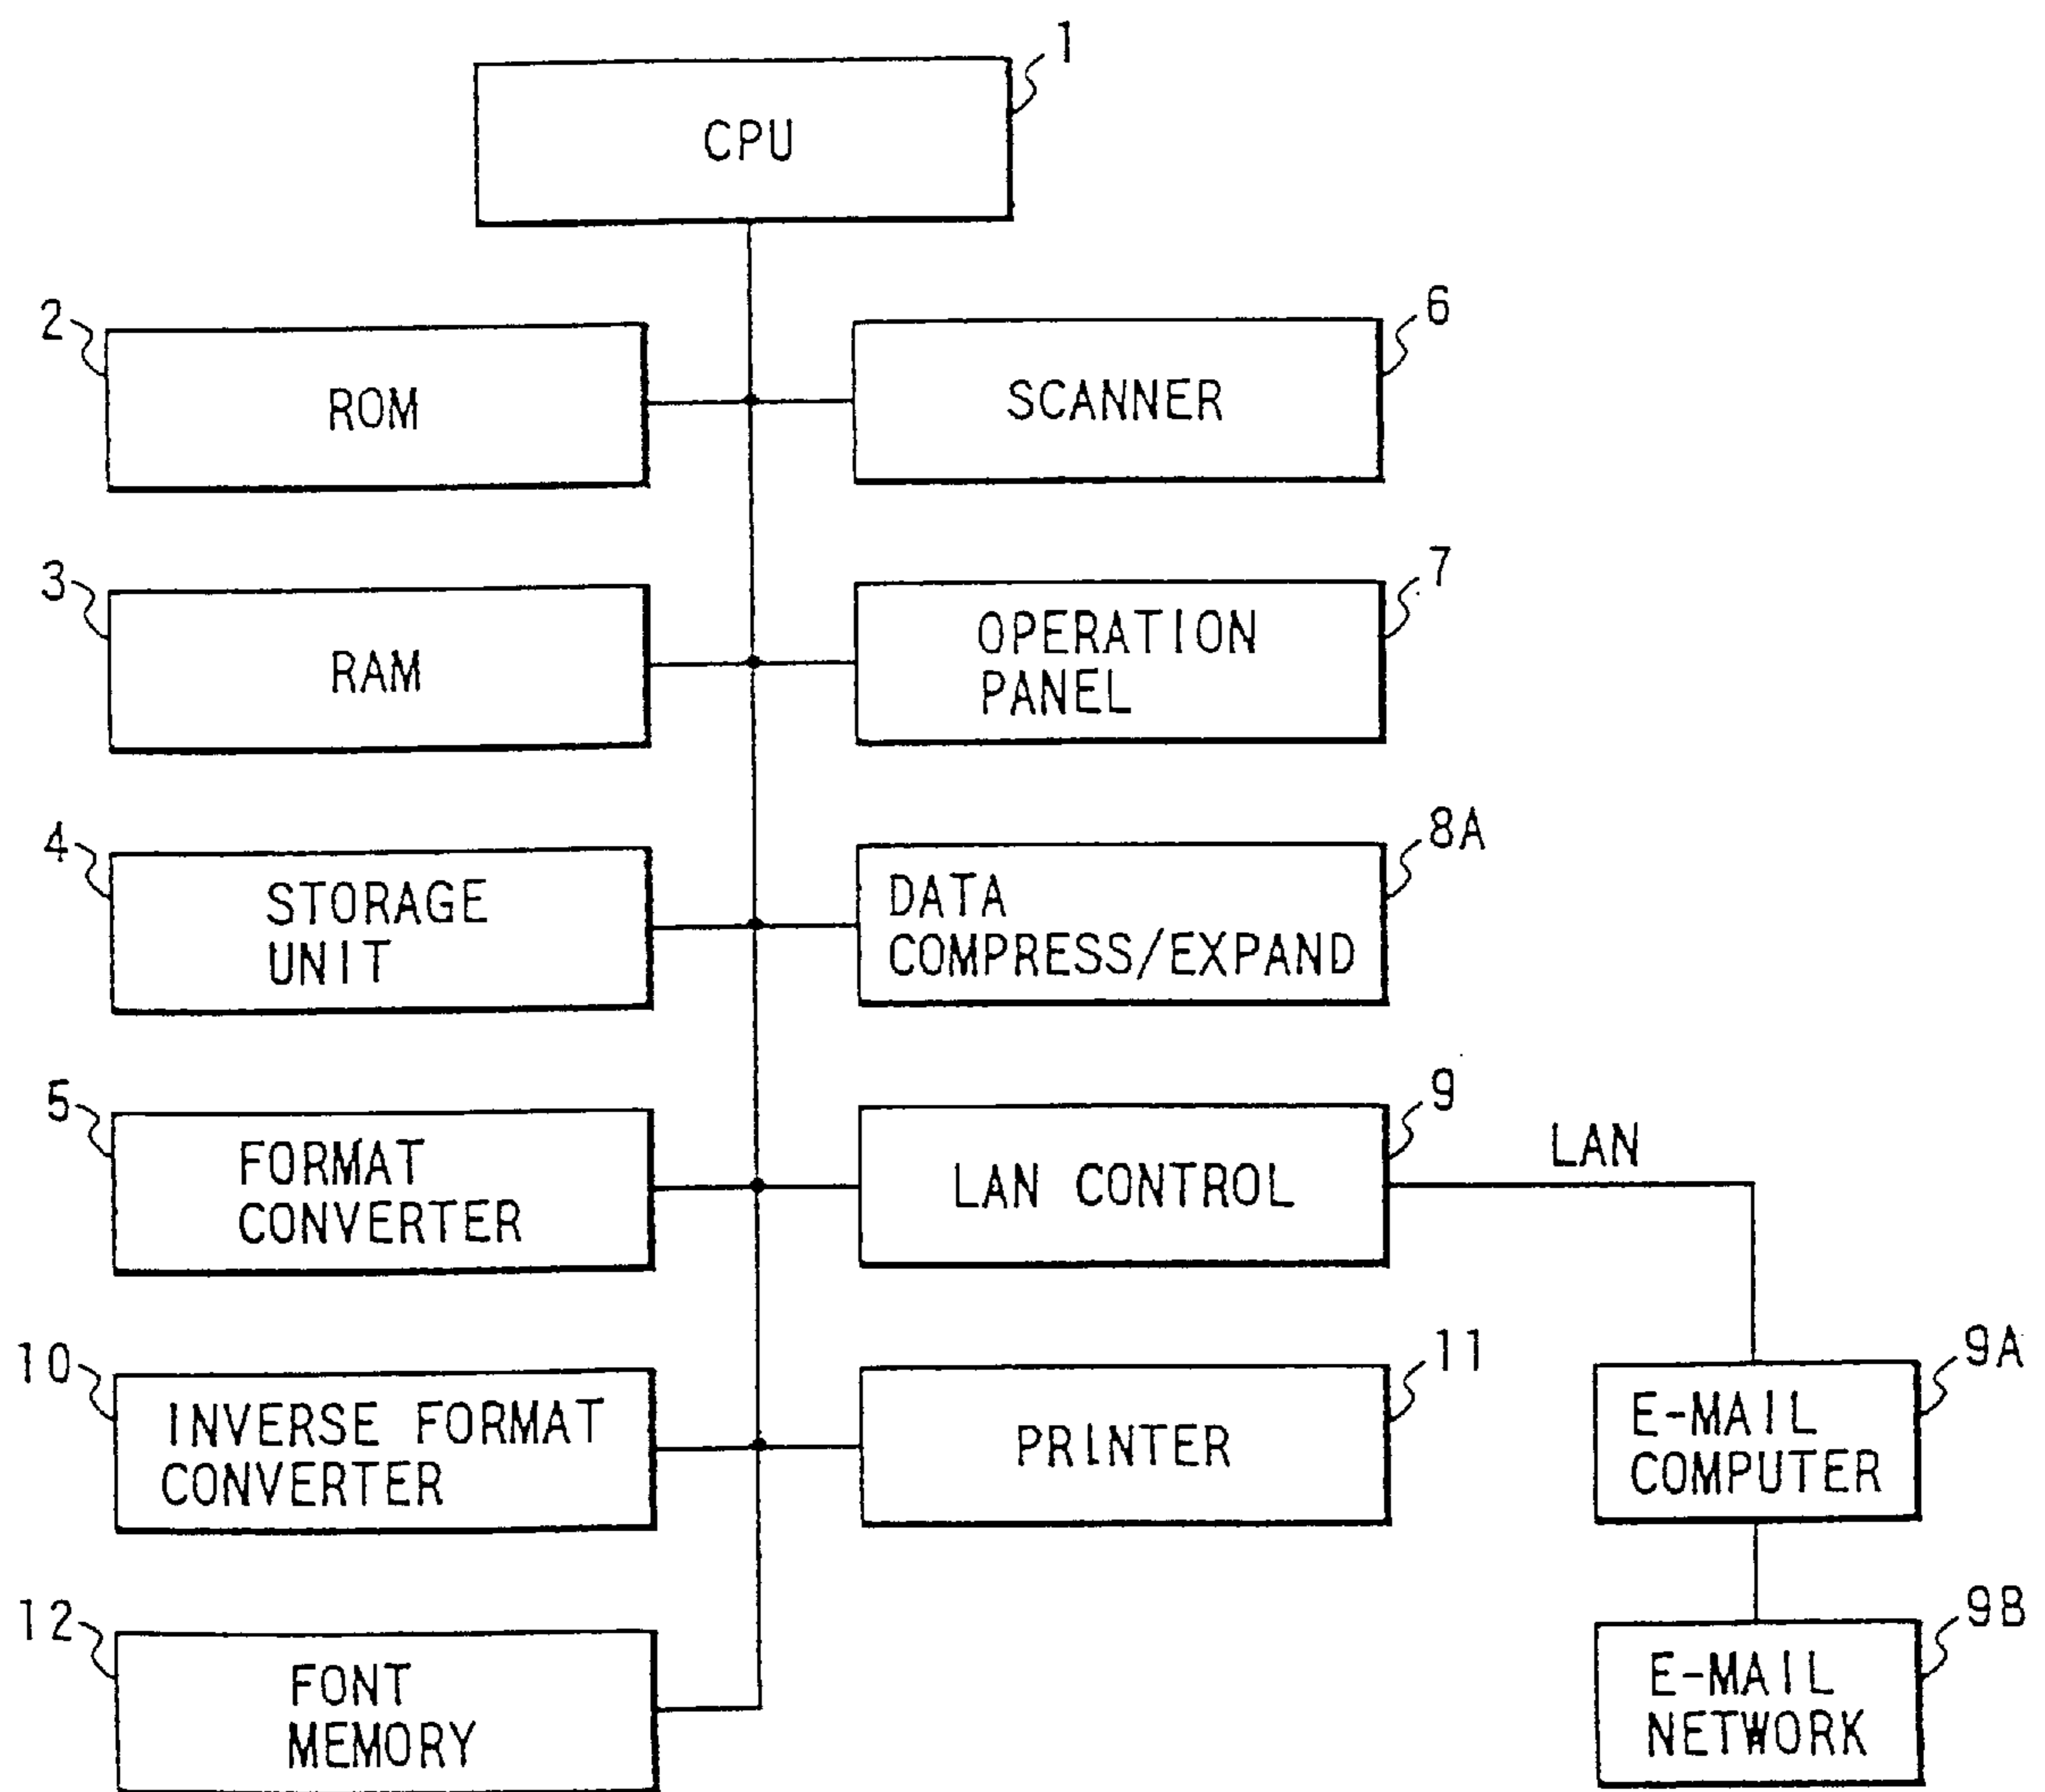 1
CPU
2
ROM
6
SCANNER
3
RAM
7
OPERATION
PANEL
4
STORAGE
UNIT
8A
DATA
COMPRESS/EXPAND
5
FORMAT
CONVERTER
9
LAN CONTROL
LAN
10
INVERSE FORMAT
CONVERTER
11
PRINTER
9A
E-MAIL
COMPUTER
12
FONT
MEMORY
9B
E-MAIL
NETWORK